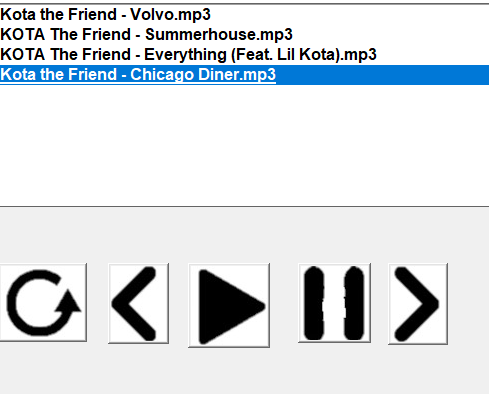 Kota the Friend - Volvo.mp3
KOTA The Friend - Summerhouse.mp3
KOTA The Friend - Everything (Feat. Lil Kota).mp3
Kota the Friend - Chicago Diner.mp3